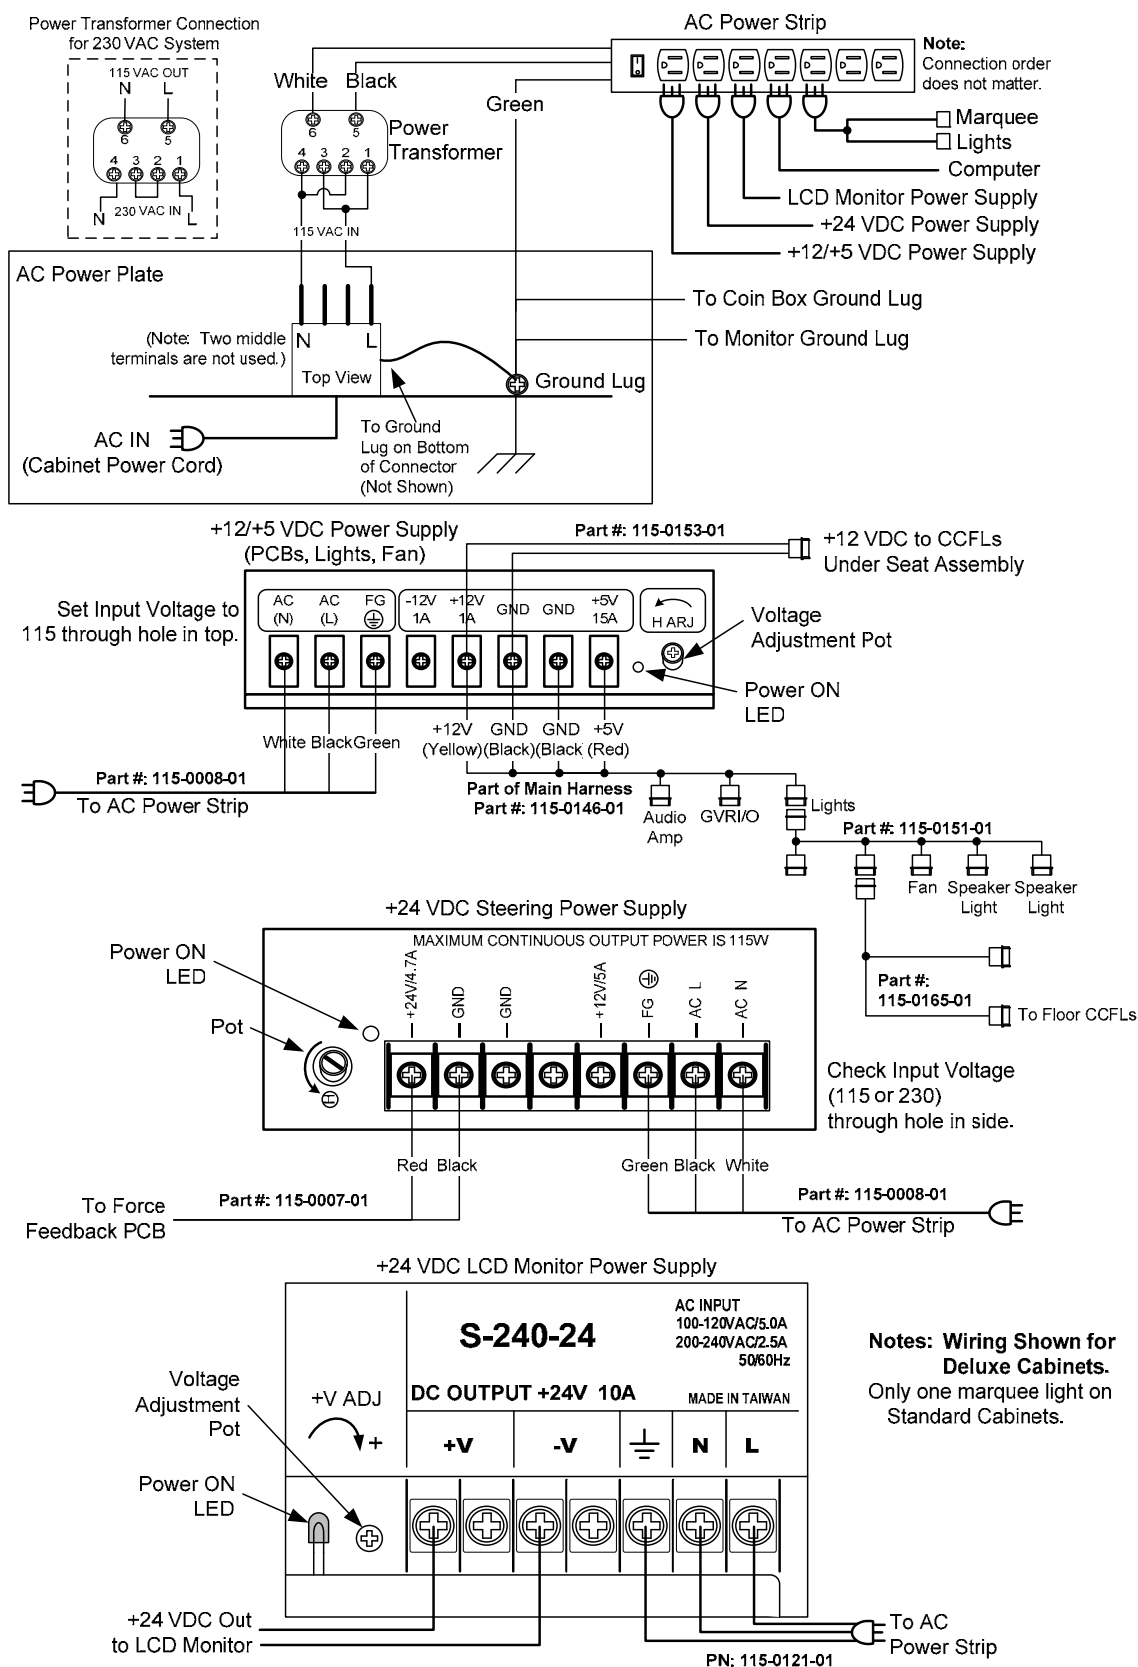 Power Transformer Connection
for 230 VAC System
115 VAC OUT
N L
6 5
4 3 2 1
N 230 VAC IN L
White Black
6 5
Power
Transformer
4 3 2 1
115 VAC IN
Green
AC Power Strip
Note:
Connection order
does not matter.
Marquee
Lights
Computer
LCD Monitor Power Supply
+24 VDC Power Supply
+12/+5 VDC Power Supply
AC Power Plate
(Note: Two middle
terminals are not used.)
N L
Top View
To Coin Box Ground Lug
To Monitor Ground Lug
Ground Lug
AC IN
(Cabinet Power Cord)
To Ground
Lug on Bottom
of Connector
(Not Shown)
+12/+5 VDC Power Supply
(PCBs, Lights, Fan)
Part #: 115-0153-01
+12 VDC to CCFLs
Under Seat Assembly
Set Input Voltage to
115 through hole in top.
AC AC FG -12V +12V GND GND +5V
(N) (L) 1A 1A 15A
H ARJ
Voltage
Adjustment Pot
Power ON
LED
White Black Green
+12V GND GND +5V
(Yellow) (Black) (Black (Red)
Part #: 115-0008-01
To AC Power Strip
Part of Main Harness
Part #: 115-0146-01
Audio
Amp
GVRI/O
Lights
Part #: 115-0151-01
Fan
Speaker
Light
Speaker
Light
Part #:
115-0165-01
To Floor CCFLs
+24 VDC Steering Power Supply
MAXIMUM CONTINUOUS OUTPUT POWER IS 115W
Power ON
LED
Pot
H
+24V/4.7A
GND
GND
+12V/5A
FG
AC L
AC N
Check Input Voltage
(115 or 230)
through hole in side.
Red Black
Green Black White
To Force
Feedback PCB
Part #: 115-0007-01
Part #: 115-0008-01
To AC Power Strip
+24 VDC LCD Monitor Power Supply
S-240-24
AC INPUT
100-120VAC/5.0A
200-240VAC/2.5A
50/60Hz
DC OUTPUT +24V 10A
MADE IN TAIWAN
+V ADJ
+
+V -V N L
Voltage
Adjustment
Pot
Power ON
LED
Notes: Wiring Shown for
Deluxe Cabinets.
Only one marquee light on
Standard Cabinets.
+24 VDC Out
to LCD Monitor
To AC
Power Strip
PN: 115-0121-01